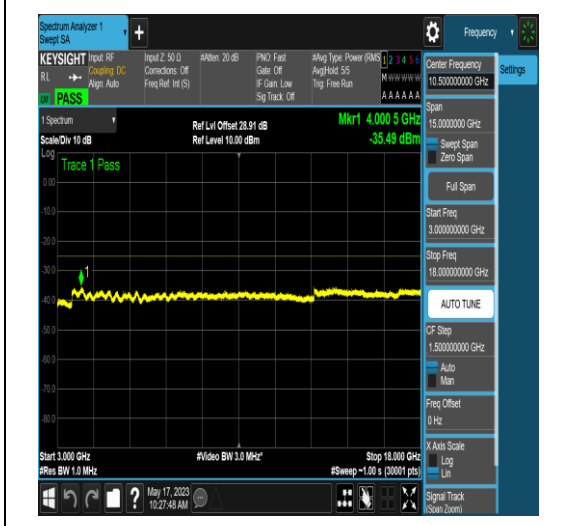 Spectrum Analyzer 1
Swept SA
+
Frequency
KEYSIGHT
RL
PASS
Input: RF
Coupling: DC
Align: Auto
Input Z: 50 Ω
Corrections: Off
Freq Ref: Int (S)
#Atten: 20 dB
PNO: Fast
Gate: Off
IF Gain: Low
Sig Track: Off
#Avg Type: Power (RMS)
Avg|Hold: 5/5
Trig: Free Run
1 2 3 4 5 6
M W W W W W
A A A A A A
Center Frequency
10.500000000 GHz
Settings
Span
15.0000000 GHz
Swept Span
Zero Span
Full Span
Start Freq
3.000000000 GHz
Stop Freq
18.000000000 GHz
AUTO TUNE
CF Step
1.500000000 GHz
Auto
Man
Freq Offset
0 Hz
X Axis Scale
Log
Lin
Signal Track
(Span Zoom)
1 Spectrum
Scale/Div 10 dB
Ref Lvl Offset 28.91 dB
Ref Level 10.00 dBm
Mkr1 4.000 5 GHz
-35.49 dBm
Log
Trace 1 Pass
0.00
-10.0
-20.0
-30.0
1
-40.0
-50.0
-60.0
-70.0
-80.0
Start 3.000 GHz
#Res BW 1.0 MHz
#Video BW 3.0 MHz*
Stop 18.000 GHz
#Sweep ~1.00 s (30001 pts)
?
May 17, 2023
10:27:48 AM